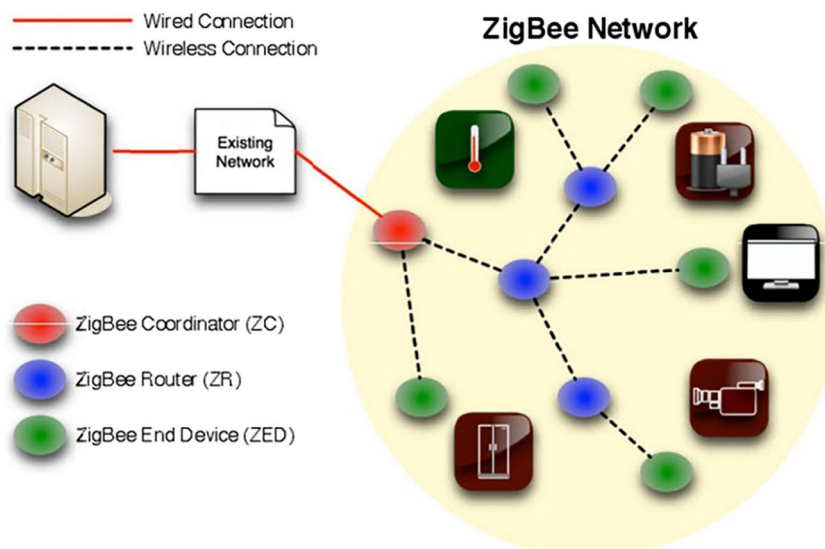 Wired Connection
Wireless Connection
ZigBee Network
Existing
Network
ZigBee Coordinator (ZC)
ZigBee Router (ZR)
ZigBee End Device (ZED)